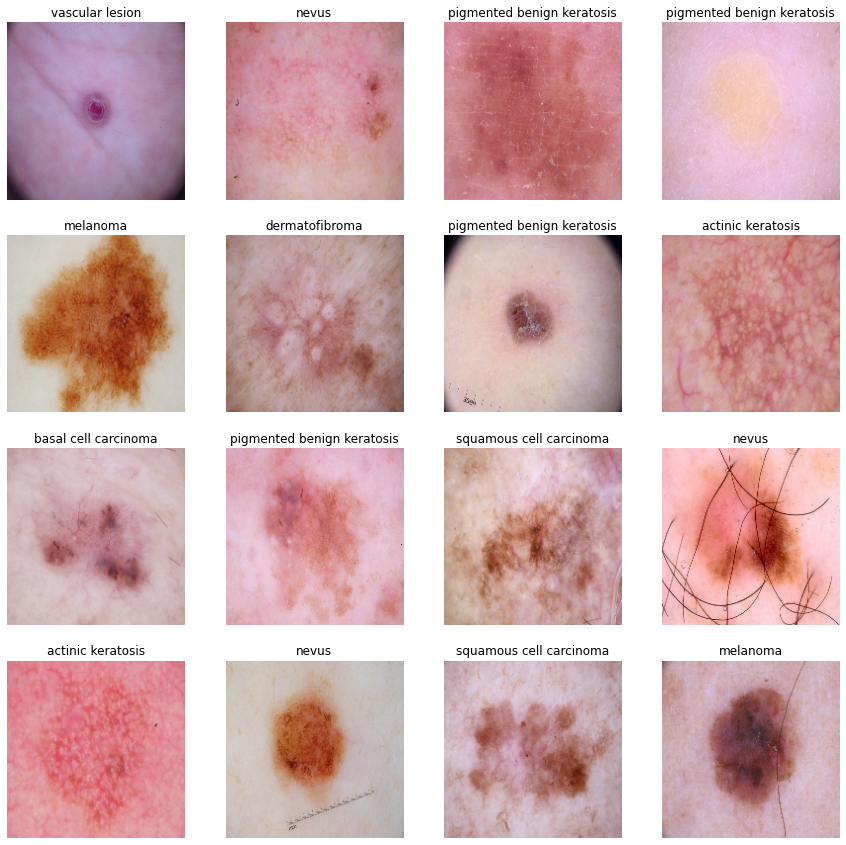 vascular lesion
nevus
pigmented benign keratosis
pigmented benign keratosis
melanoma
dermatofibroma
pigmented benign keratosis
actinic keratosis
basal cell carcinoma
pigmented benign keratosis
squamous cell carcinoma
nevus
actinic keratosis
nevus
squamous cell carcinoma
melanoma